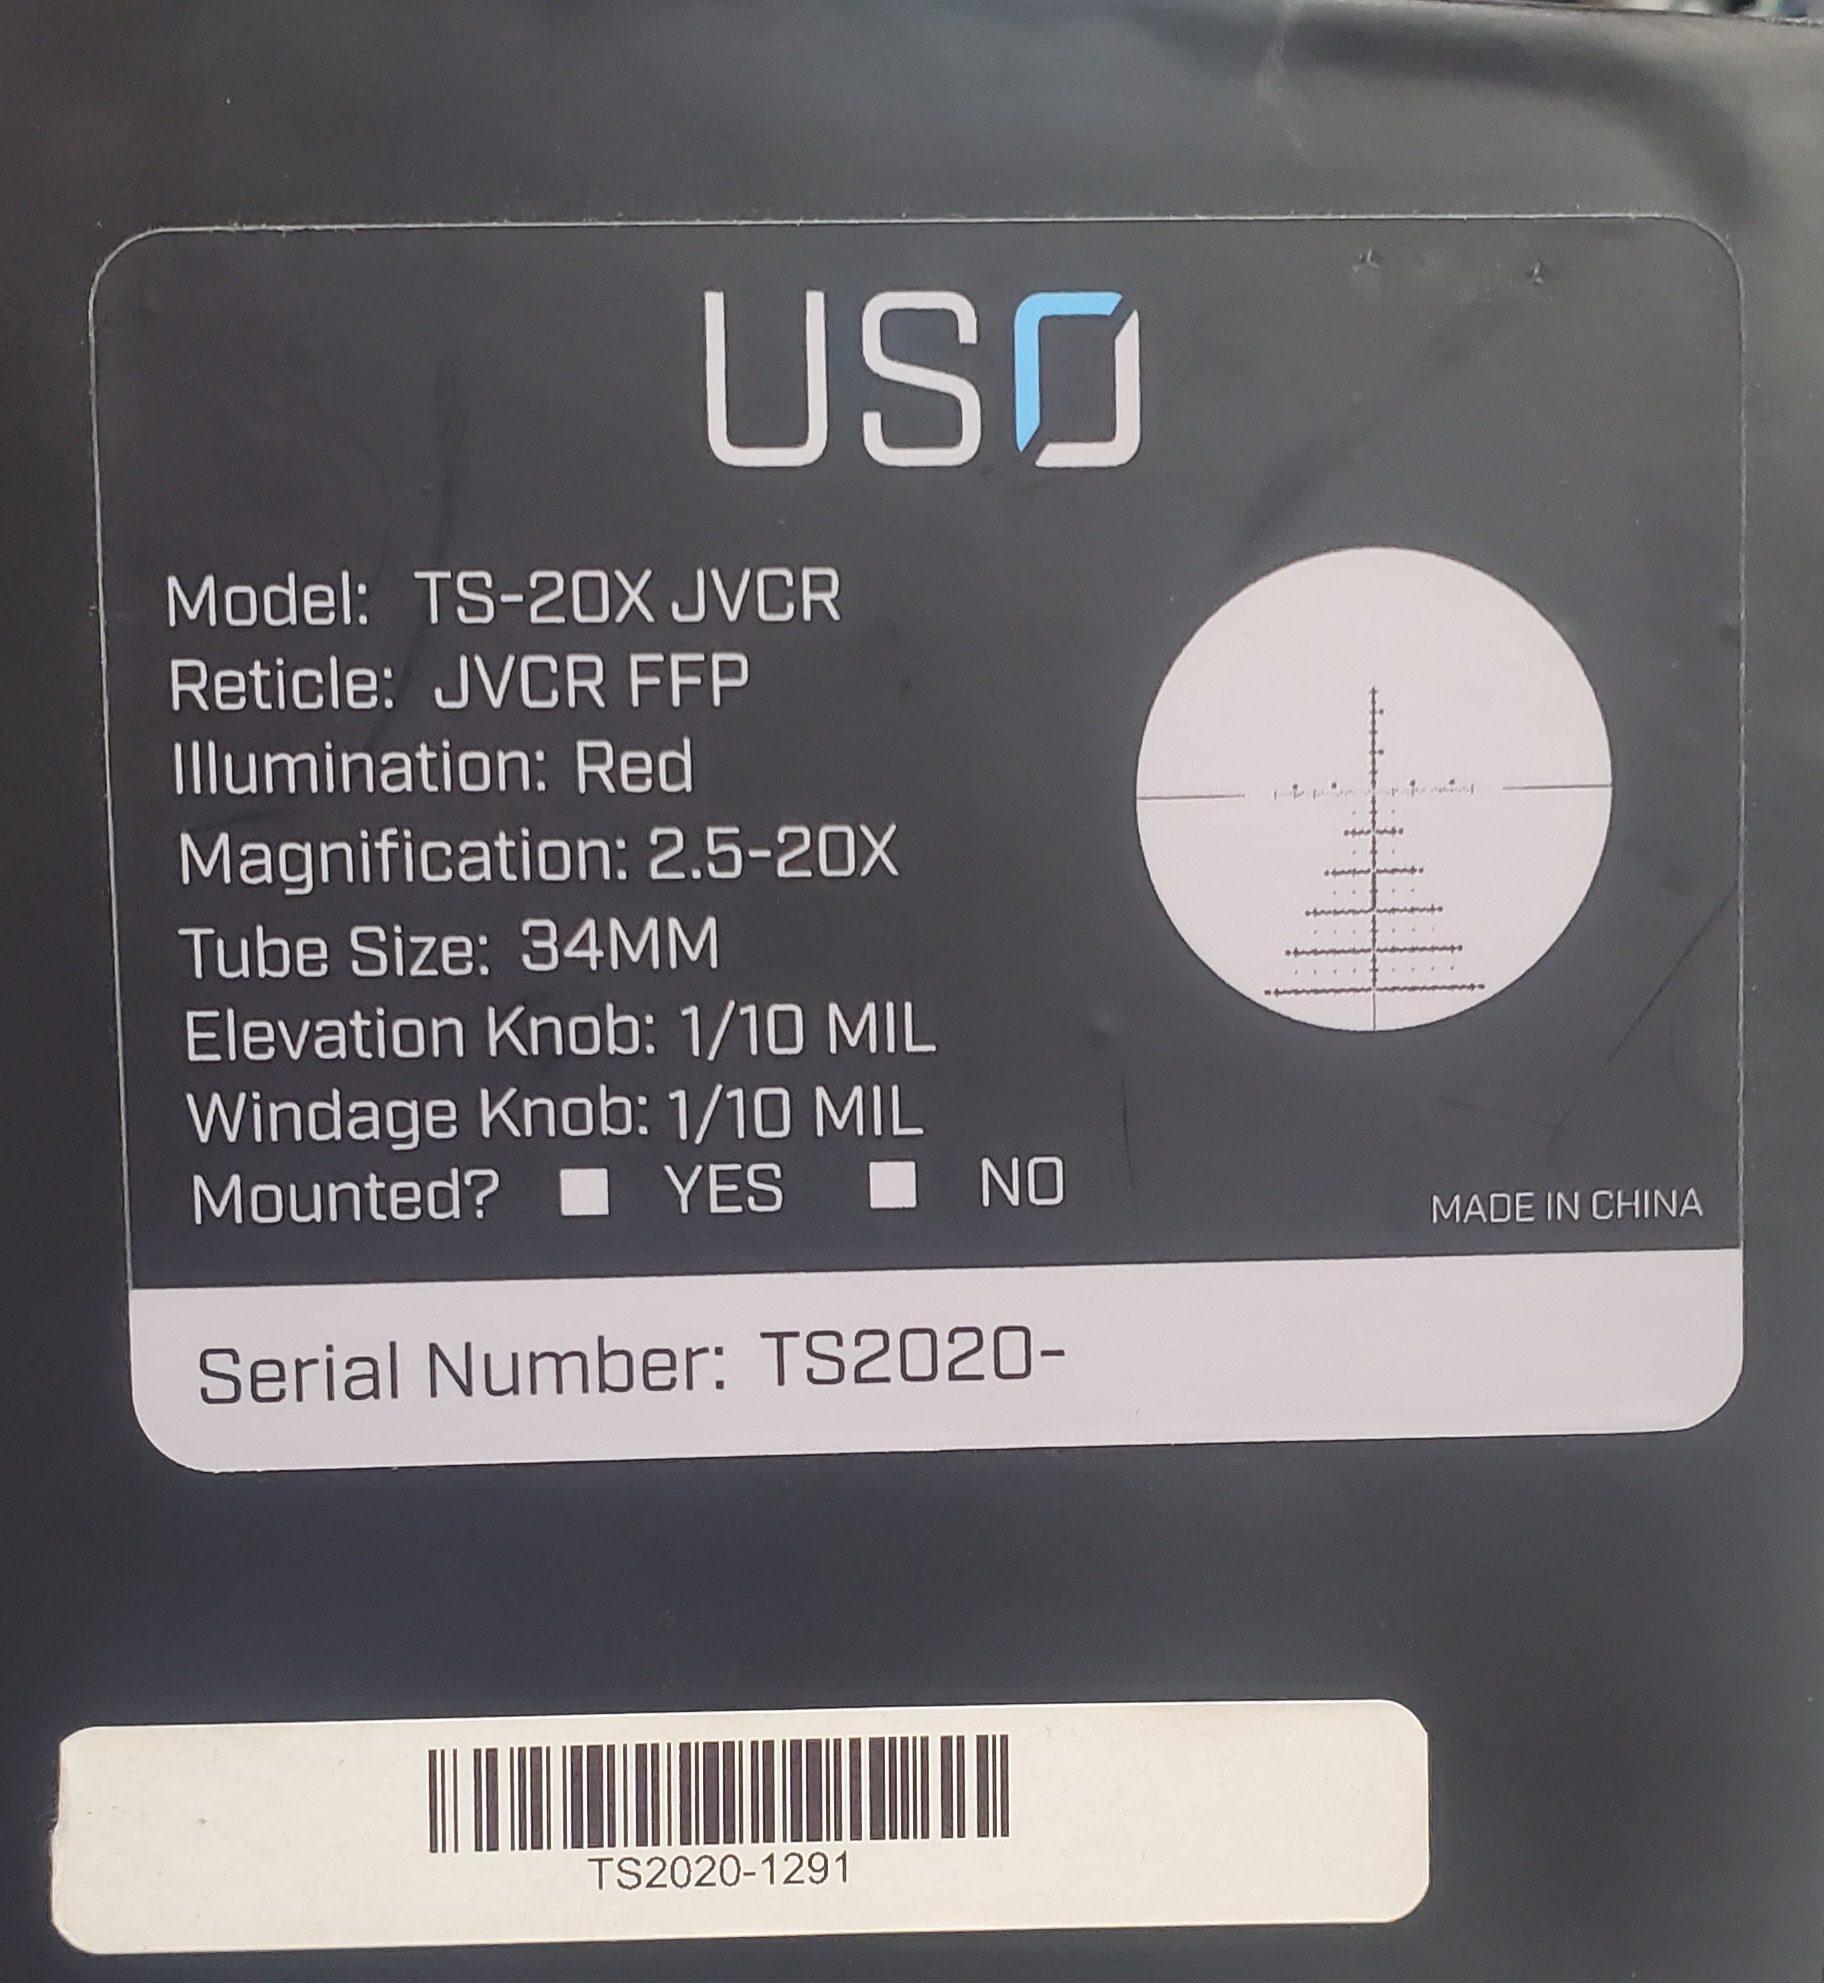 USO
Model: TS-20X JVCR
Reticle: JVCR FFP
Illumination: Red
Magnification: 2.5-20X
Tube Size: 34MM
Elevation Knob: 1/10 MIL
Windage Knob: 1/10 MIL
Mounted? YES NO
MADE IN CHINA
Serial Number: TS2020-
TS2020-1291